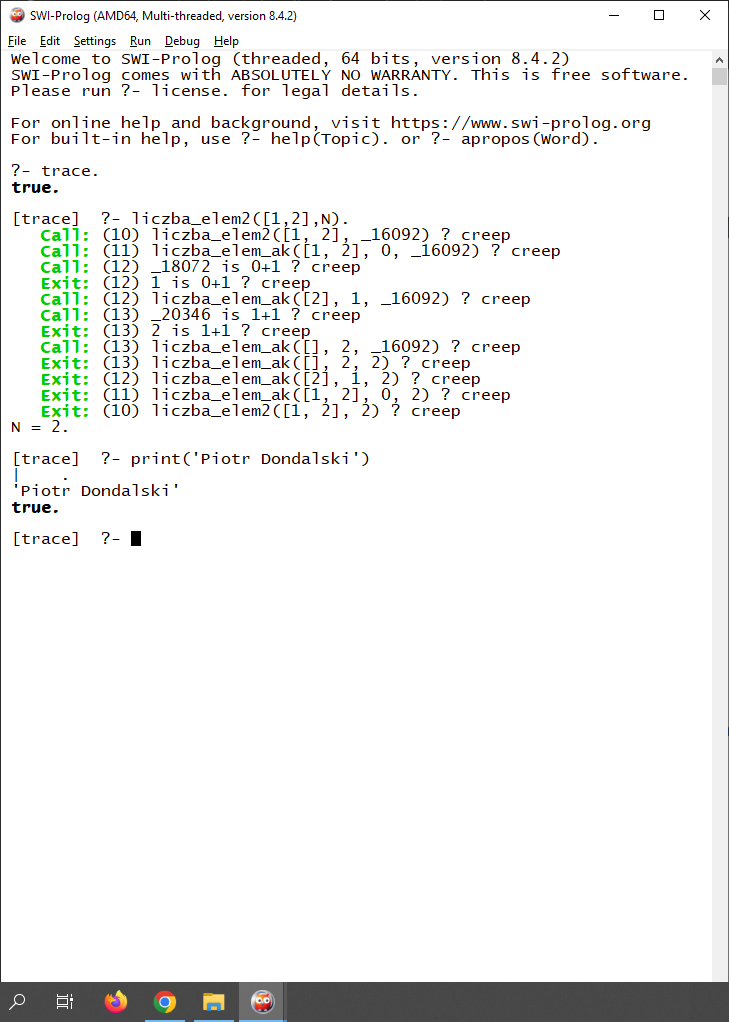 SWI-Prolog (AMD64, Multi-threaded, version 8.4.2)
File Edit Settings Run Debug Help
Welcome to SWI-Prolog (threaded, 64 bits, version 8.4.2)
SWI-Prolog comes with ABSOLUTELY NO WARRANTY. This is free software.
Please run ?- license. for legal details.
For online help and background, visit https://www.swi-prolog.org
For built-in help, use ?- help(Topic). or ?- apropos(Word).
?- trace.
true.
[trace]  ?- liczba_elem2([1,2],N).
   Call: (10) liczba_elem2([1, 2], _16092) ? creep
   Call: (11) liczba_elem_ak([1, 2], 0, _16092) ? creep
   Call: (12) _18072 is 0+1 ? creep
   Exit: (12) 1 is 0+1 ? creep
   Call: (12) liczba_elem_ak([2], 1, _16092) ? creep
   Call: (13) _20346 is 1+1 ? creep
   Exit: (13) 2 is 1+1 ? creep
   Call: (13) liczba_elem_ak([], 2, _16092) ? creep
   Exit: (13) liczba_elem_ak([], 2, 2) ? creep
   Exit: (12) liczba_elem_ak([2], 1, 2) ? creep
   Exit: (11) liczba_elem_ak([1, 2], 0, 2) ? creep
   Exit: (10) liczba_elem2([1, 2], 2) ? creep
N = 2.
[trace]  ?- print('Piotr Dondalski')
|    .
'Piotr Dondalski'
true.
[trace]  ?-